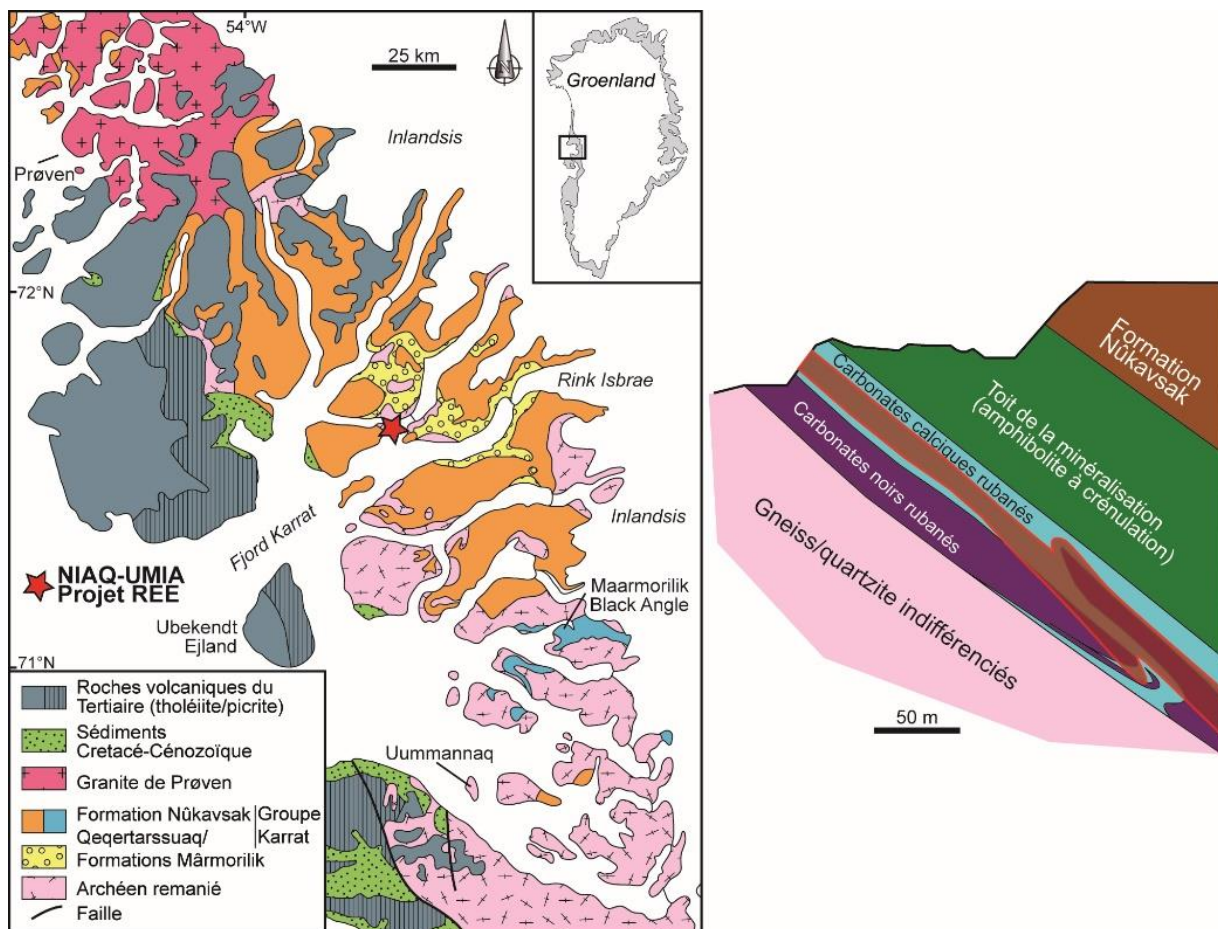 54°W
25 km
N
Groenland
Inlandsis
Prøven
72°N
Rink Isbrae
Inlandsis
Fjord Karrat
NIAQ-UMIA
Projet REE
Maarmorilik
Black Angle
Ubekendt
Ejland
71°N
Uummannaq
Roches volcaniques du
Tertiaire (tholéiite/picrite)
Sédiments
Cretacé-Cénozoïque
Granite de Prøven
Formation Nûkavsak
Qeqertarssuaq/
Groupe
Karrat
Formations Mârmorilik
Archéen remanié
Faille
Formation
Nûkavsak
Toit de la minéralisation
(amphibolite à crénulation)
Carbonates calciques rubanés
Carbonates noirs rubanés
Gneiss/quartzite indifférenciés
50 m